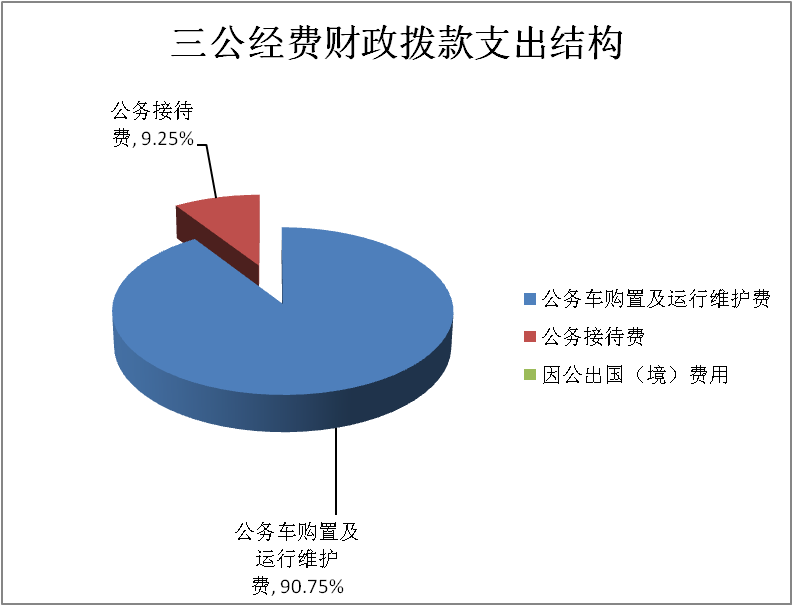 三公经费财政拨款支出结构
公务接待
费, 9.25%
公务车购置及运行维护费
公务接待费
因公出国（境）费用
公务车购置及
运行维护
费, 90.75%